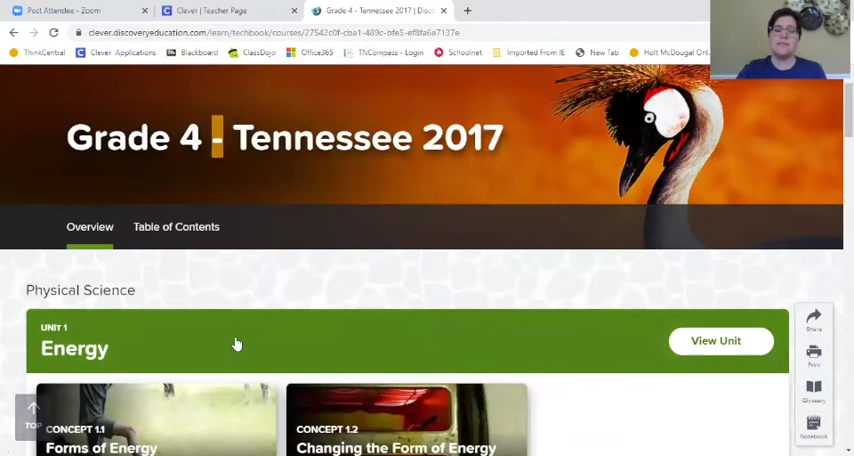 Post Attendee - Zoom
Clever | Teacher Page
Grade 4 - Tennessee 2017 | Disc
clever.discoveryeducation.com/learn/techbook/courses/27542c0f-cba1-489c-bfe5-ef8fa6e7137e
ThinkCentral
Clever Applications
Blackboard
ClassDojo
Office365
TNCompass - Login
Schoolnet
Imported From IE
New Tab
Holt McDougal Onl
Grade 4 - Tennessee 2017
Overview
Table of Contents
Physical Science
UNIT 1
Energy
View Unit
Share
Print
Glossary
Notebook
TOP
CONCEPT 1.1
Forms of Energy
CONCEPT 1.2
Changing the Form of Energy